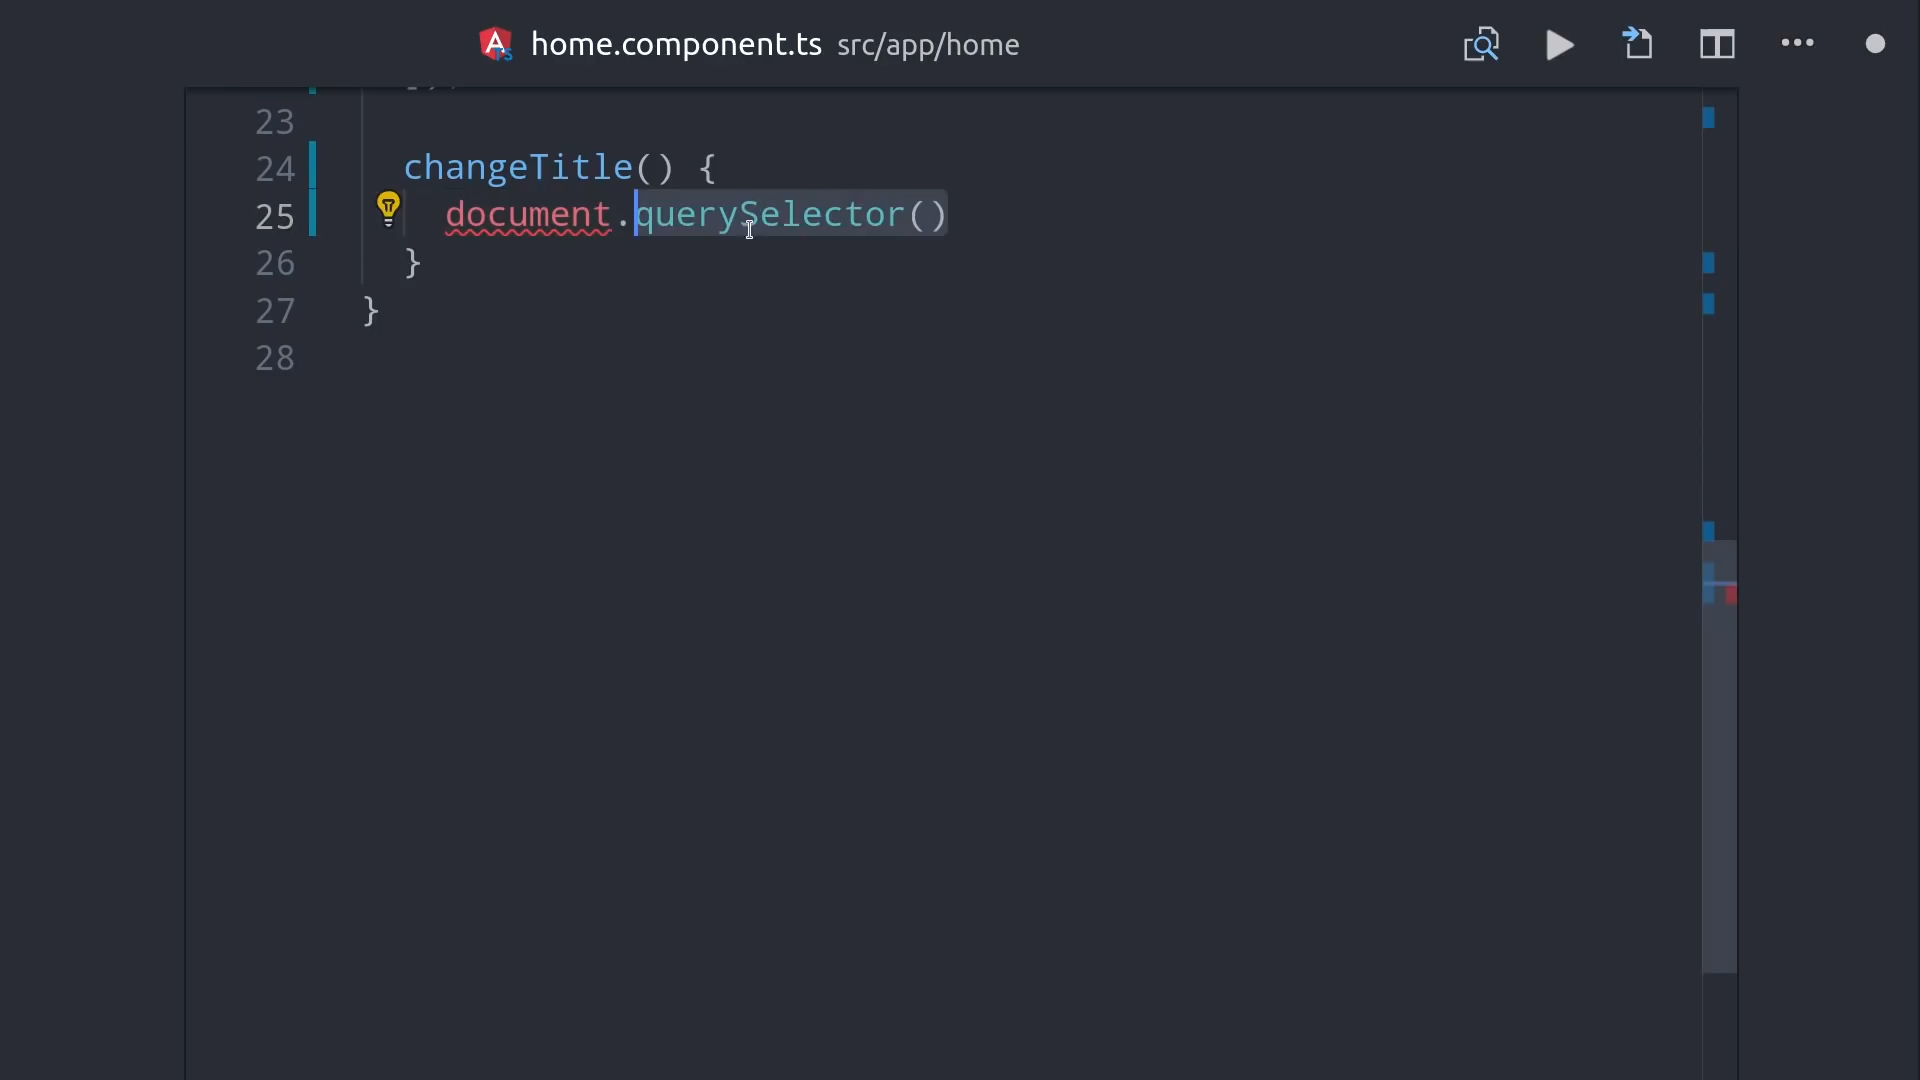 home.component.ts src/app/home
23
24 changeTitle() {
25 document.querySelector()
26 }
27 }
28